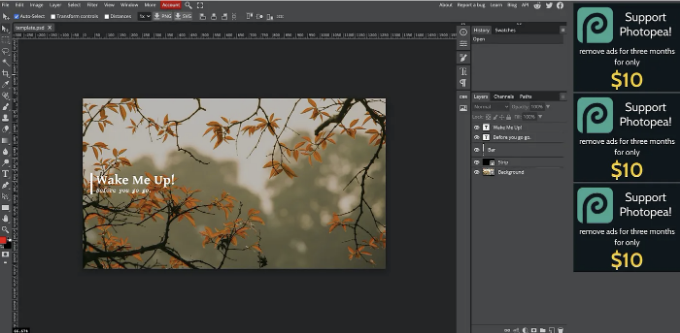 File Edit Image Layer Select Filter View Window More Account
About Report a bug Learn Blog API
Auto-Select Transform controls Distances 1x PNG SVG
template.psd
History Swatches
Open
Layers Channels Paths
Normal Opacity: 100%
Lock: Fill: 100%
Wake Me Up!
Before you go go.
Bar
Strip
Background
Wake Me Up!
Before you go go.
Support
Photopea!
remove ads for three months
for only
$10
Support
Photopea!
remove ads for three months
for only
$10
Support
Photopea!
remove ads for three months
for only
$10